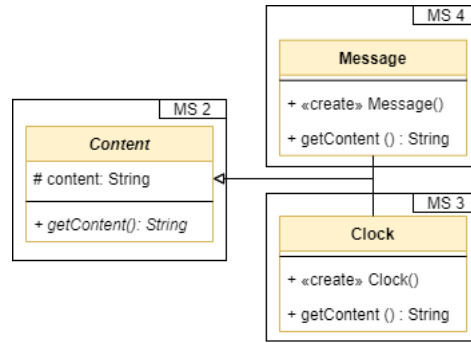 MS 4
Message
+ «create» Message()
+ getContent () : String
MS 2
Content
# content: String
+ getContent(): String
MS 3
Clock
+ «create» Clock()
+ getContent () : String